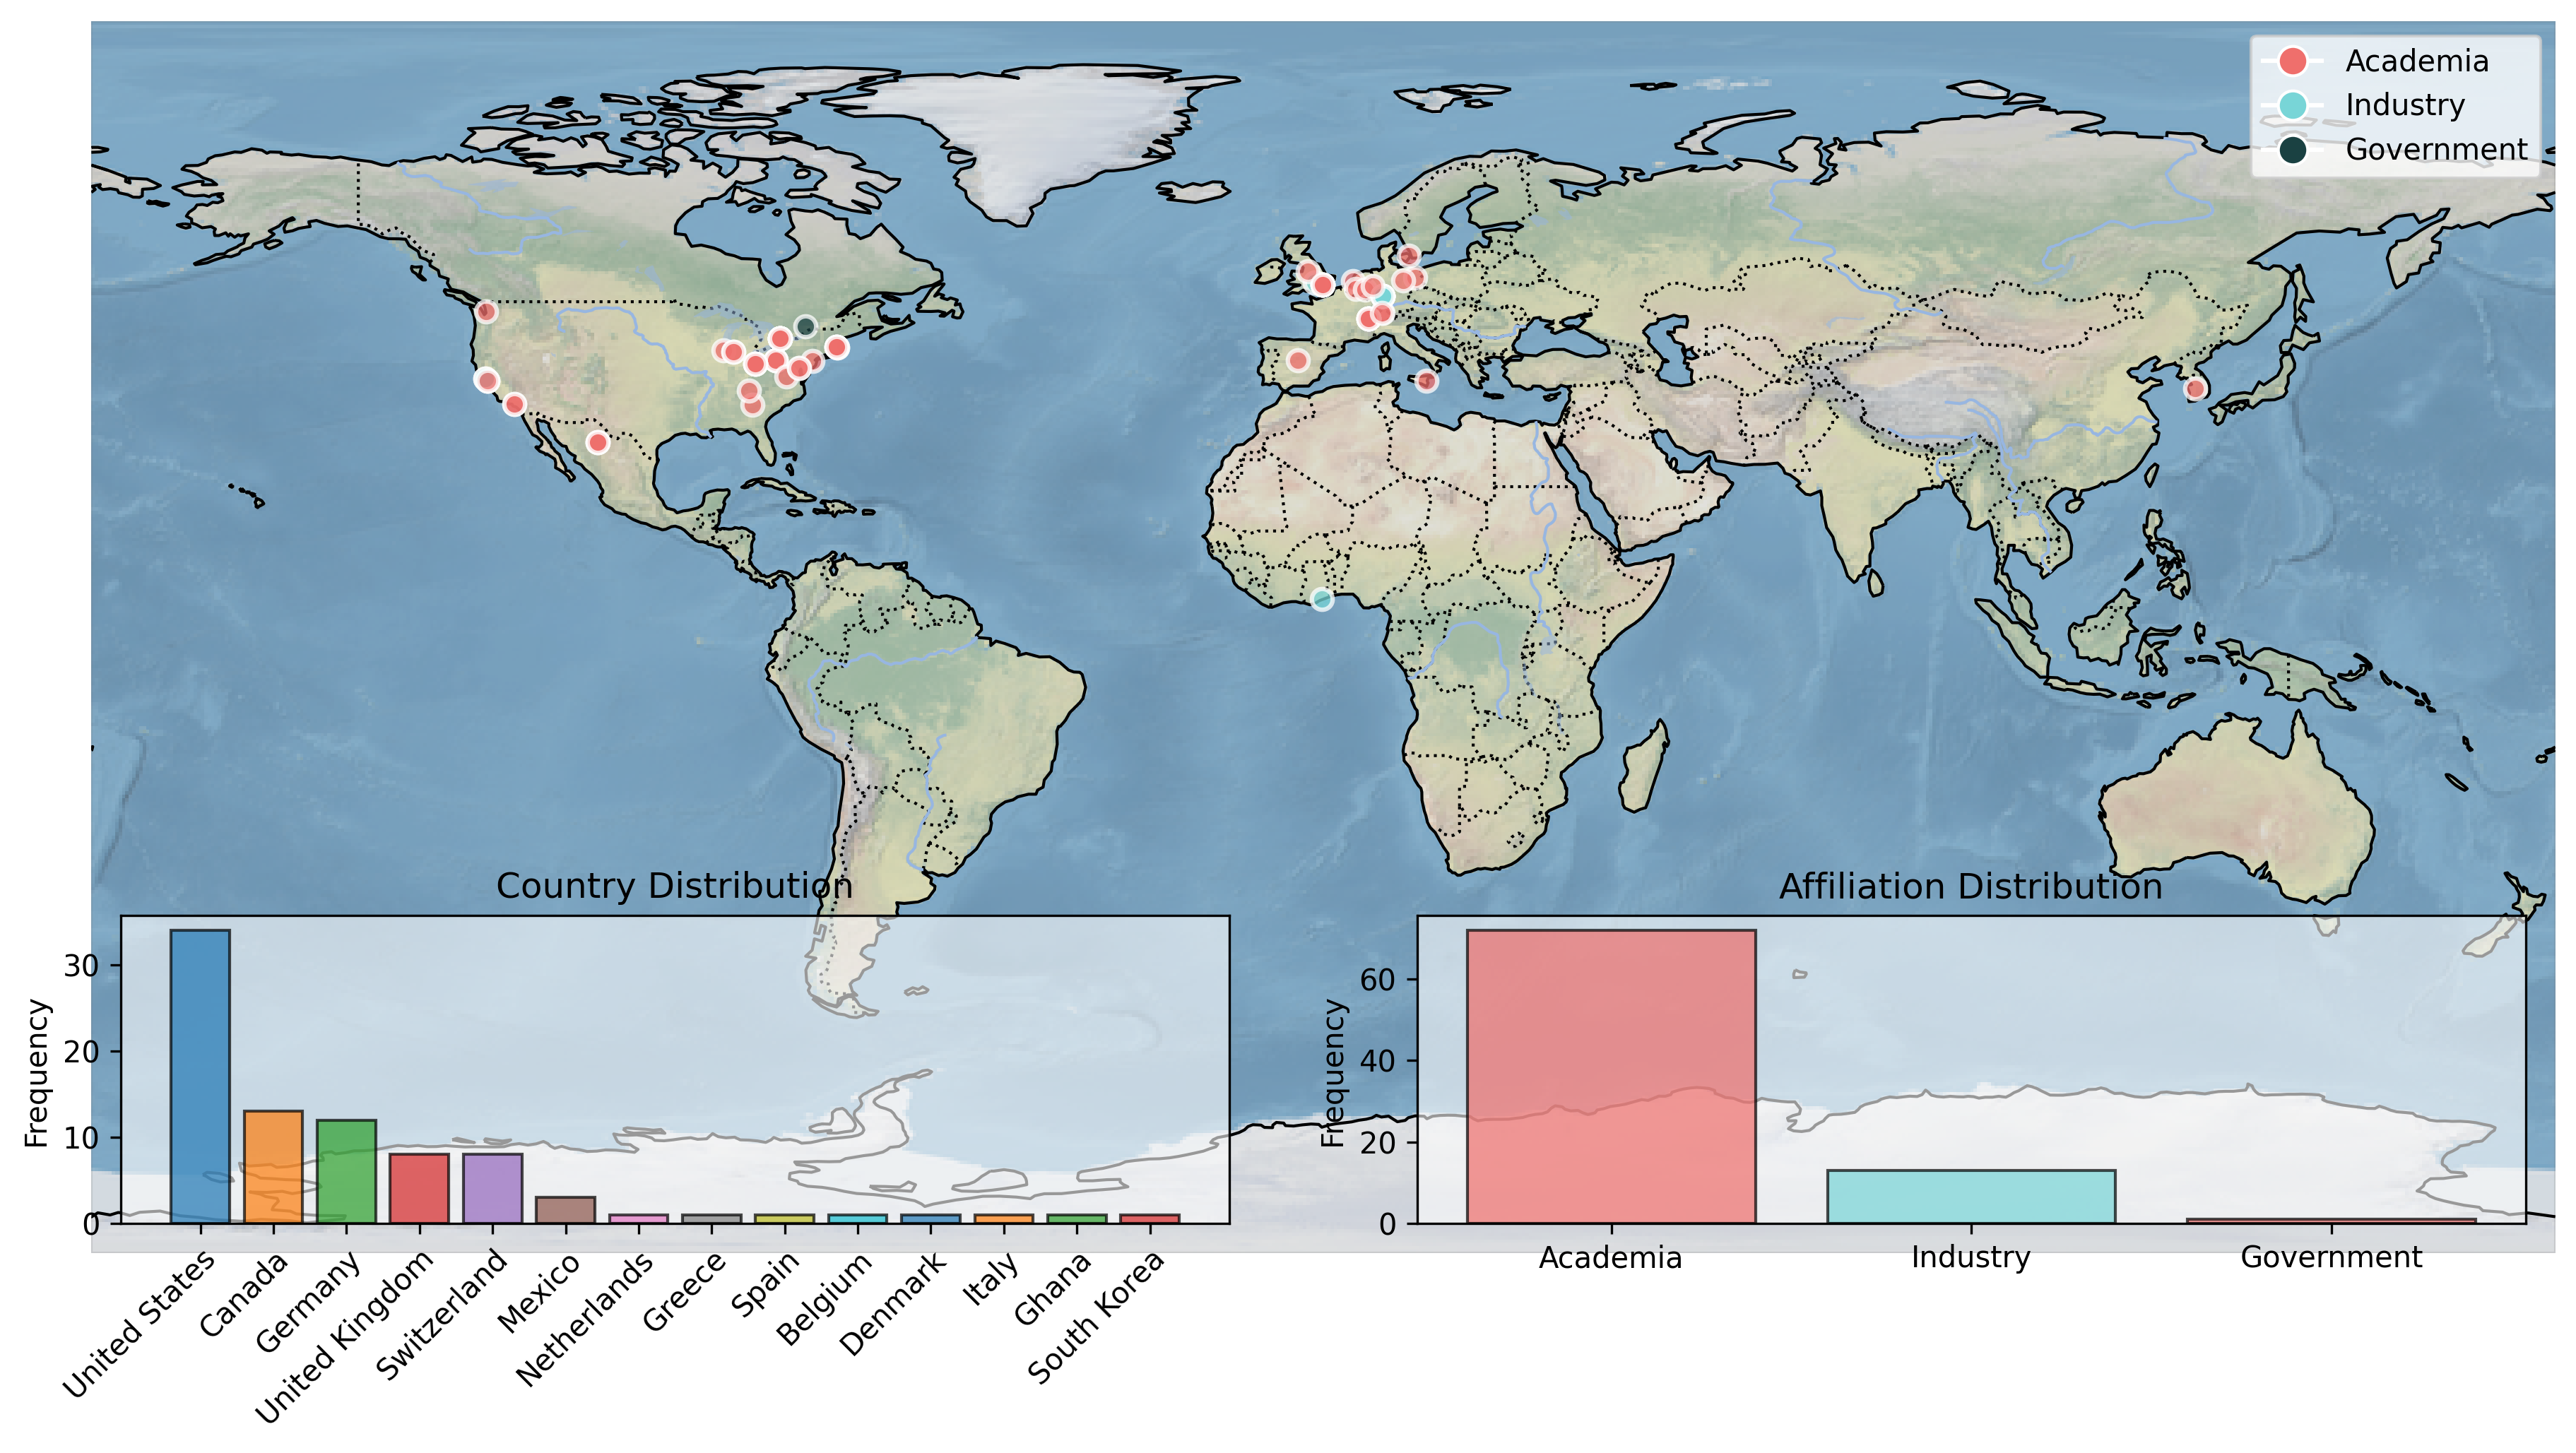 Academia
Industry
Government
Country Distribution
Frequency
30
20
10
0
United States
Canada
Germany
United Kingdom
Switzerland
Mexico
Netherlands
Greece
Spain
Belgium
Denmark
Italy
Ghana
South Korea
Affiliation Distribution
Frequency
60
40
20
0
Academia
Industry
Government